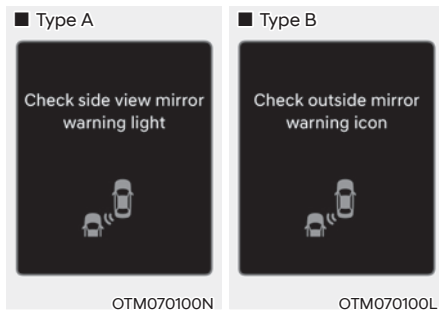 ■ Type A
Check side view mirror
warning light
OTM070100N
■ Type B
Check outside mirror
warning icon
OTM070100L